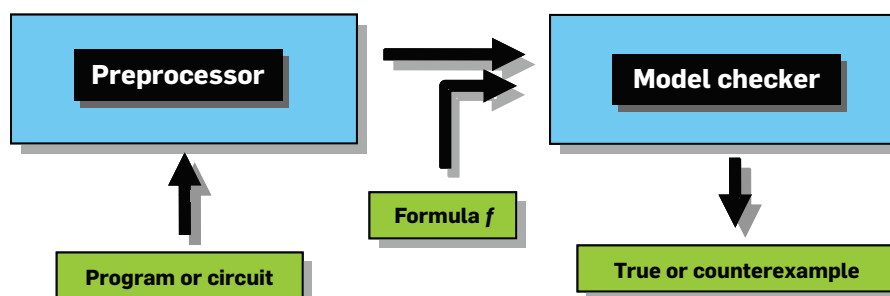 Preprocessor
Model checker
Formula f
Program or circuit
True or counterexample